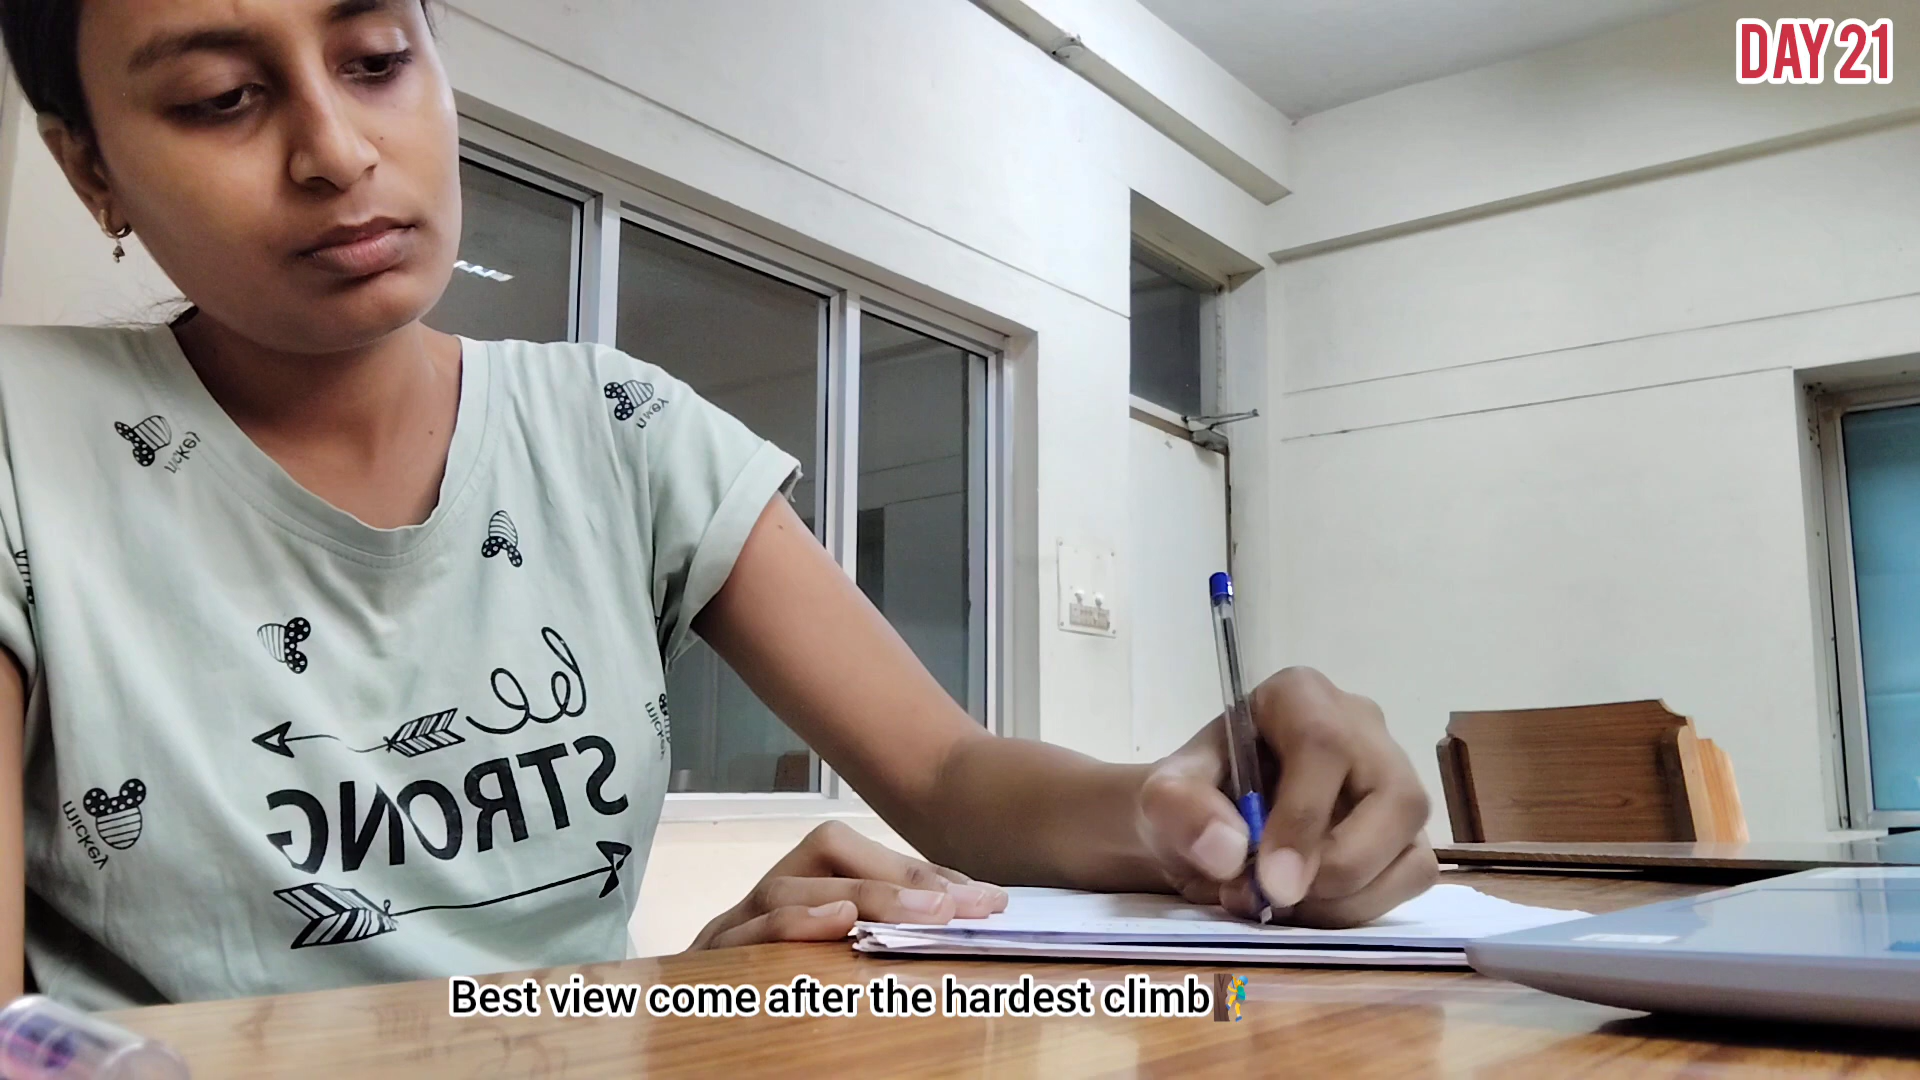 DAY 21
mickey
mickey
be
STRONG
mickey
mickey
Best view come after the hardest climb🧗